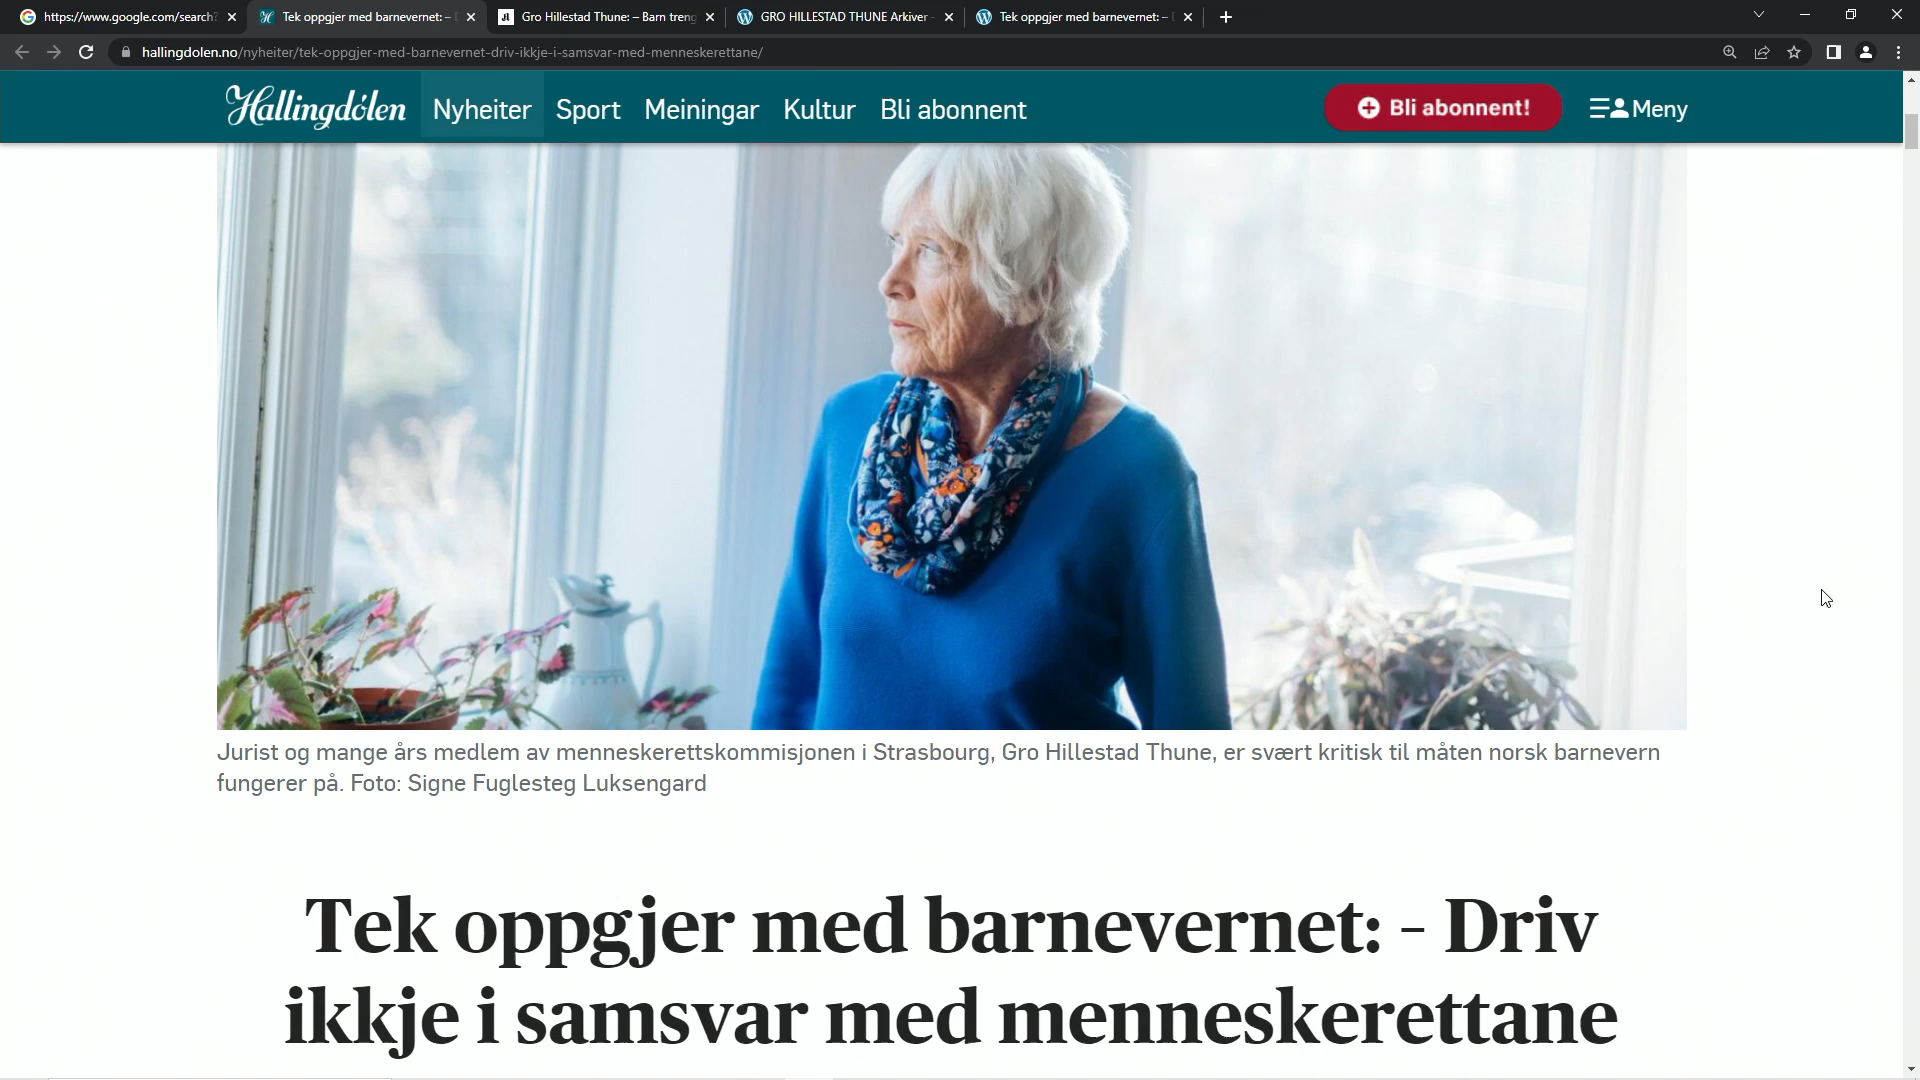 https://www.google.com/search?
Tek oppgjer med barnevernet: –
Gro Hillestad Thune: – Barn treng
GRO HILLESTAD THUNE Arkiver
Tek oppgjer med barnevernet: –
hallingdolen.no/nyheiter/tek-oppgjer-med-barnevernet-driv-ikkje-i-samsvar-med-menneskerettane/
Hallingdølen Nyheiter Sport Meiningar Kultur Bli abonnent Bli abonnent! Meny
Jurist og mange års medlem av menneskerettskommisjonen i Strasbourg, Gro Hillestad Thune, er svært kritisk til måten norsk barnevern
fungerer på. Foto: Signe Fuglesteg Luksengard
Tek oppgjer med barnevernet: – Driv
ikkje i samsvar med menneskerettane